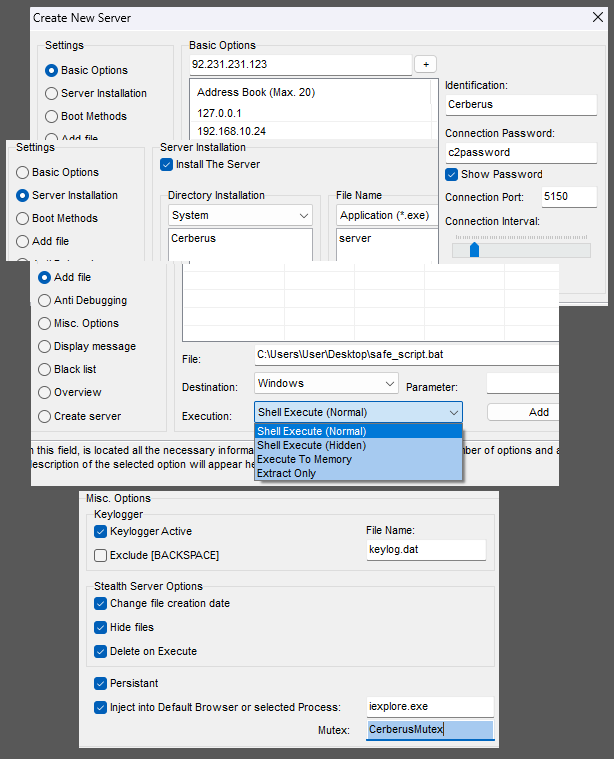 Create New Server
Settings
Basic Options
Server Installation
Boot Methods
Add file
Basic Options
92.231.231.123
+
Address Book (Max. 20)
127.0.0.1
192.168.10.24
Identification:
Cerberus
Connection Password:
c2password
Show Password
Connection Port:
5150
Connection Interval:
Settings
Basic Options
Server Installation
Boot Methods
Add file
Server Installation
Install The Server
Directory Installation
System
Cerberus
File Name
Application (*.exe)
server
Add file
Anti Debugging
Misc. Options
Display message
Black list
Overview
Create server
File:
C:\Users\User\Desktop\safe_script.bat
Destination:
Windows
Parameter:
Execution:
Shell Execute (Normal)
Add
Shell Execute (Normal)
Shell Execute (Hidden)
Execute To Memory
Extract Only
n this field, is located all the necessary informa
mber of options and a
description of the selected option will appear he
Misc. Options
Keylogger
Keylogger Active
Exclude [BACKSPACE]
File Name:
keylog.dat
Stealth Server Options
Change file creation date
Hide files
Delete on Execute
Persistant
Inject into Default Browser or selected Process:
iexplore.exe
Mutex:
CerberusMutex